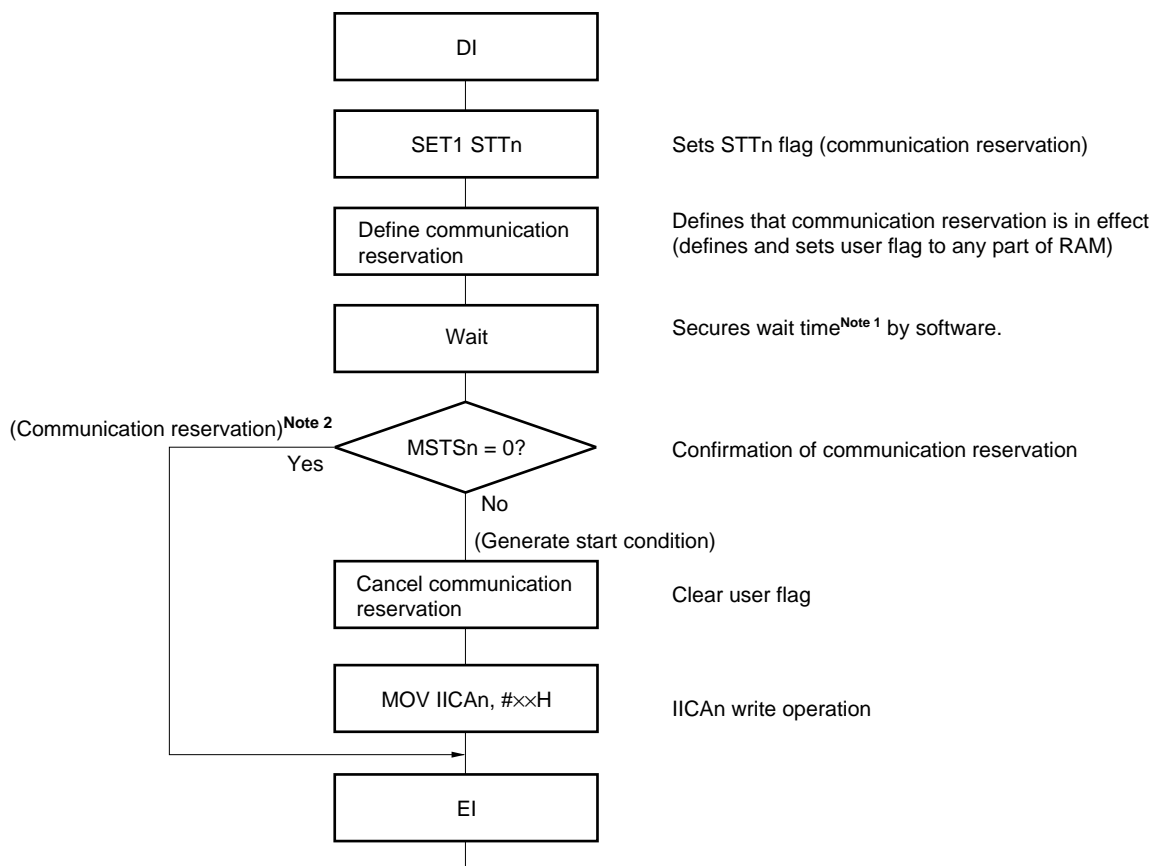 DI
SET1 STTn
Sets STTn flag (communication reservation)
Define communication
reservation
Defines that communication reservation is in effect
(defines and sets user flag to any part of RAM)
Wait
Secures wait time Note 1 by software.
(Communication reservation) Note 2
Yes
MSTSn = 0?
Confirmation of communication reservation
No
(Generate start condition)
Cancel communication
reservation
Clear user flag
MOV IICAn, #××H
IICAn write operation
EI